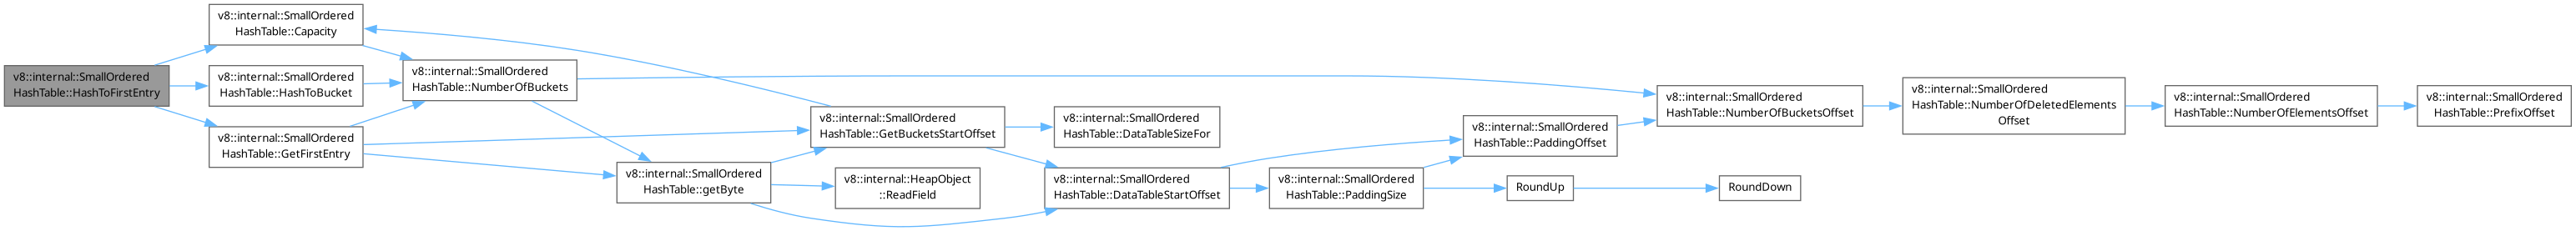 v8::internal::SmallOrdered
HashTable::HashToFirstEntry
v8::internal::SmallOrdered
HashTable::Capacity
v8::internal::SmallOrdered
HashTable::HashToBucket
v8::internal::SmallOrdered
HashTable::GetFirstEntry
v8::internal::SmallOrdered
HashTable::NumberOfBuckets
v8::internal::SmallOrdered
HashTable::getByte
v8::internal::SmallOrdered
HashTable::GetBucketsStartOffset
v8::internal::HeapObject
::ReadField
v8::internal::SmallOrdered
HashTable::DataTableSizeFor
v8::internal::SmallOrdered
HashTable::DataTableStartOffset
v8::internal::SmallOrdered
HashTable::PaddingSize
v8::internal::SmallOrdered
HashTable::PaddingOffset
RoundUp
v8::internal::SmallOrdered
HashTable::NumberOfBucketsOffset
RoundDown
v8::internal::SmallOrdered
HashTable::NumberOfDeletedElements
Offset
v8::internal::SmallOrdered
HashTable::NumberOfElementsOffset
v8::internal::SmallOrdered
HashTable::PrefixOffset